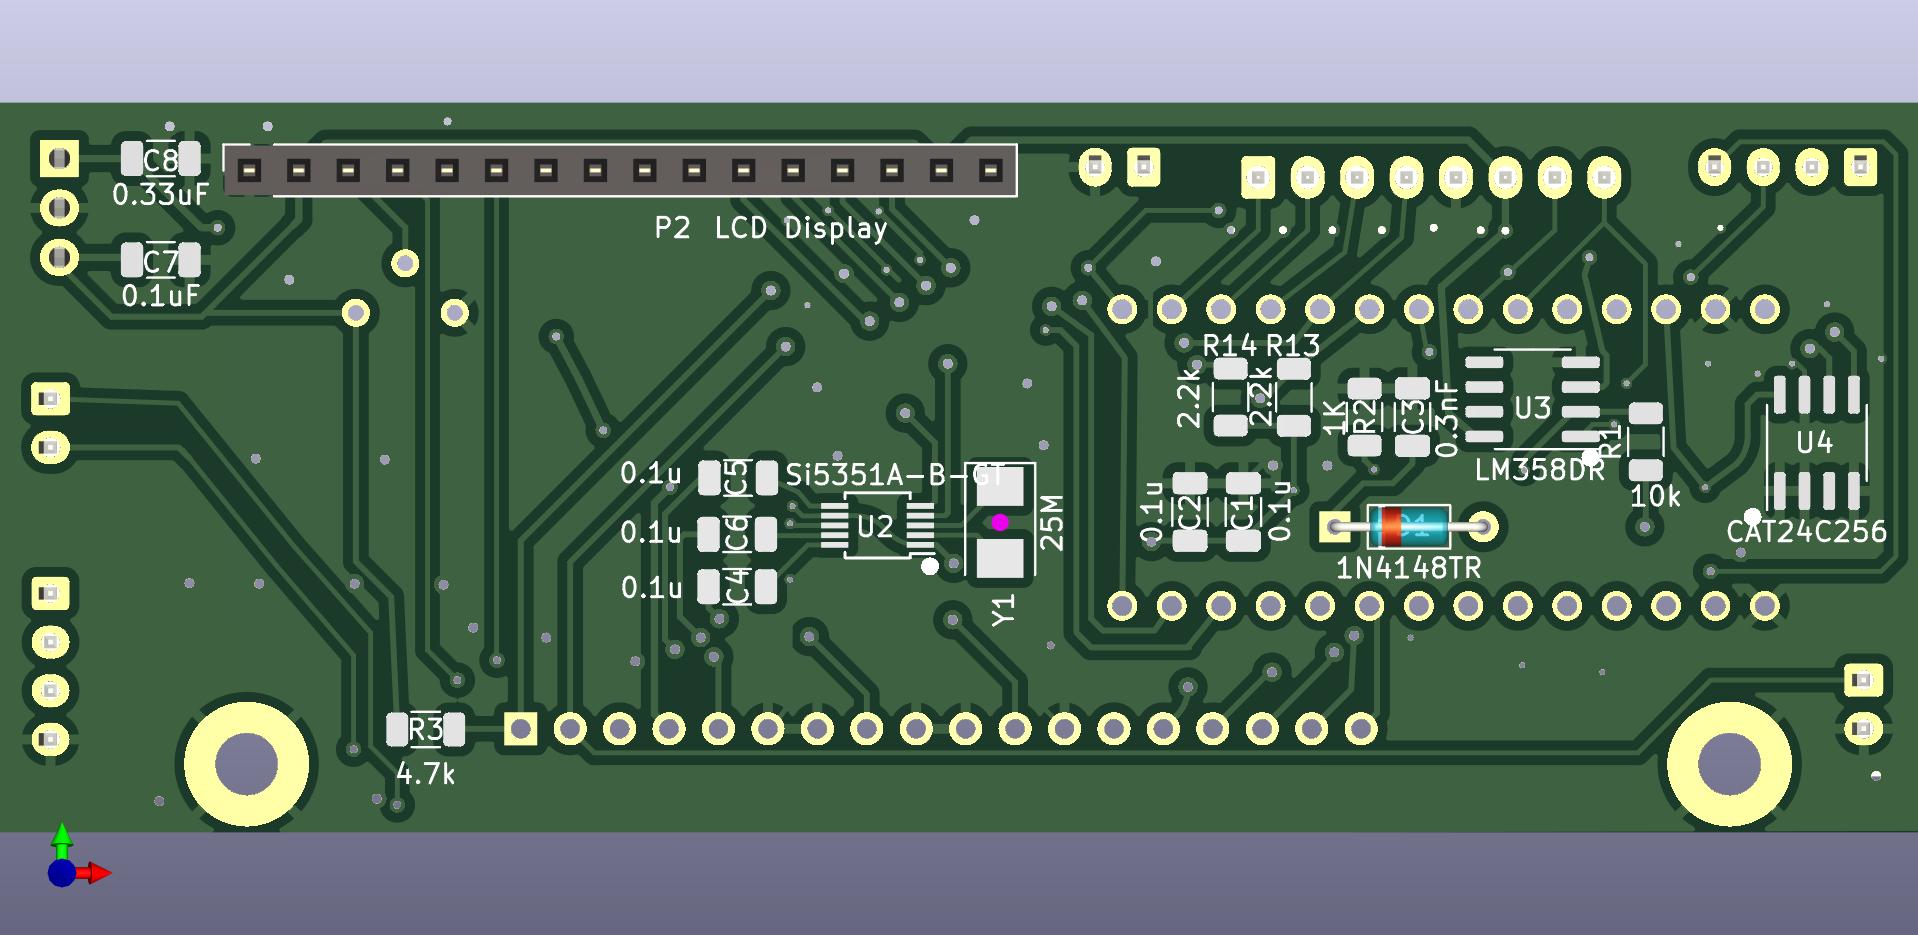 C8
0.33uF
P2 LCD Display
C7
0.1uF
R14
R13
2.2k
2.2k
1K
R2
C3
0.3nF
U3
LM358DR
R1
10k
U4
CAT24C256
0.1u
C5
Si5351A-B-GT
0.1u
C6
U2
25M
0.1u
C2
C1
0.1u
D1
1N4148TR
0.1u
C4
Y1
R3
4.7k